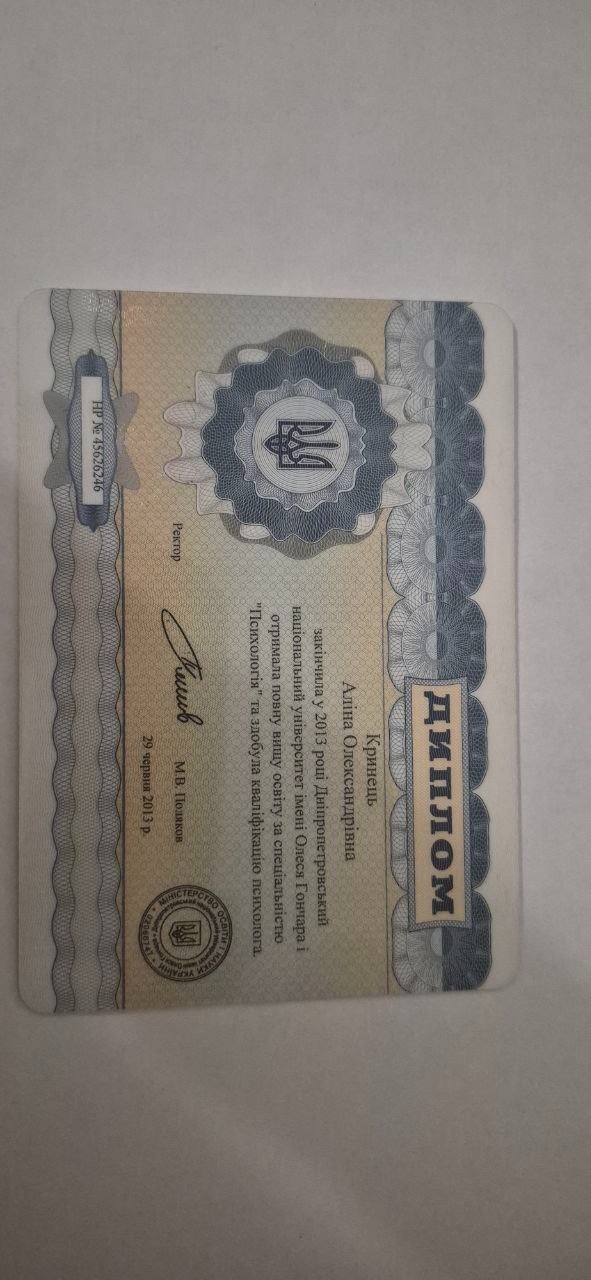 ДИПЛОМ
Кринець
Аліна Олександрівна
закінчила у 2013 році Дніпропетровський
національний університет імені Олеся Гончара і
отримала повну вищу освіту за спеціальністю
"Психологія" та здобула кваліфікацію психолога.
Ректор
М.В. Поляков
29 червня 2013 р.
НР № 45626246
МІНІСТЕРСТВО ОСВІТИ І НАУКИ УКРАЇНИ